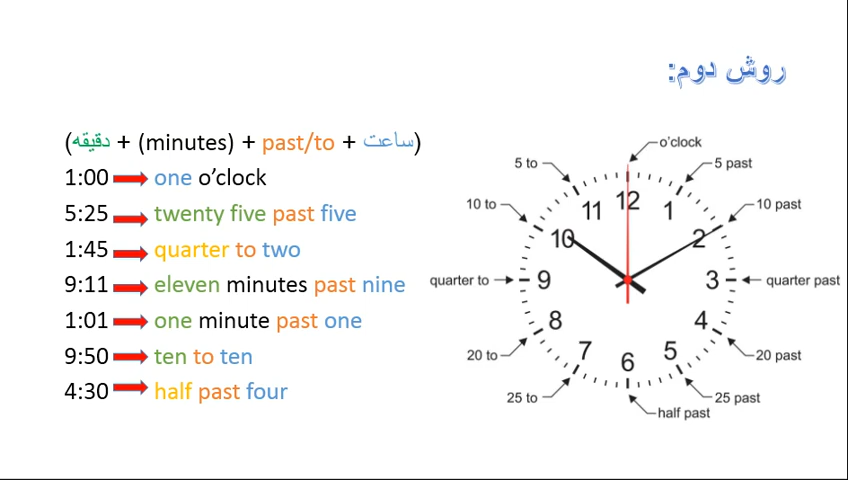 روش دوم:
(دقیقه + (minutes) + past/to + ساعت)
1:00 one o’clock
5:25 twenty five past five
1:45 quarter to two
9:11 eleven minutes past nine
1:01 one minute past one
9:50 ten to ten
4:30 half past four
o’clock
5 to
5 past
10 to
10 past
quarter to
quarter past
20 to
20 past
25 to
25 past
half past
12
11
1
10
2
9
3
8
4
7
5
6